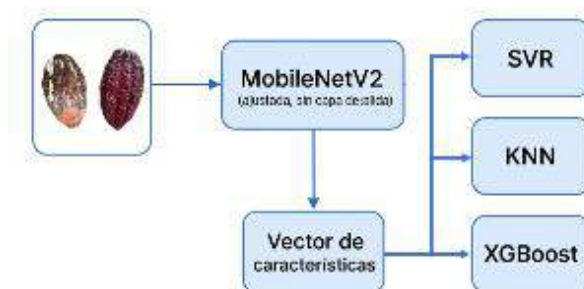 MobileNetV2
(ajustada, sin capa de salida)
Vector de
características
SVR
KNN
XGBoost